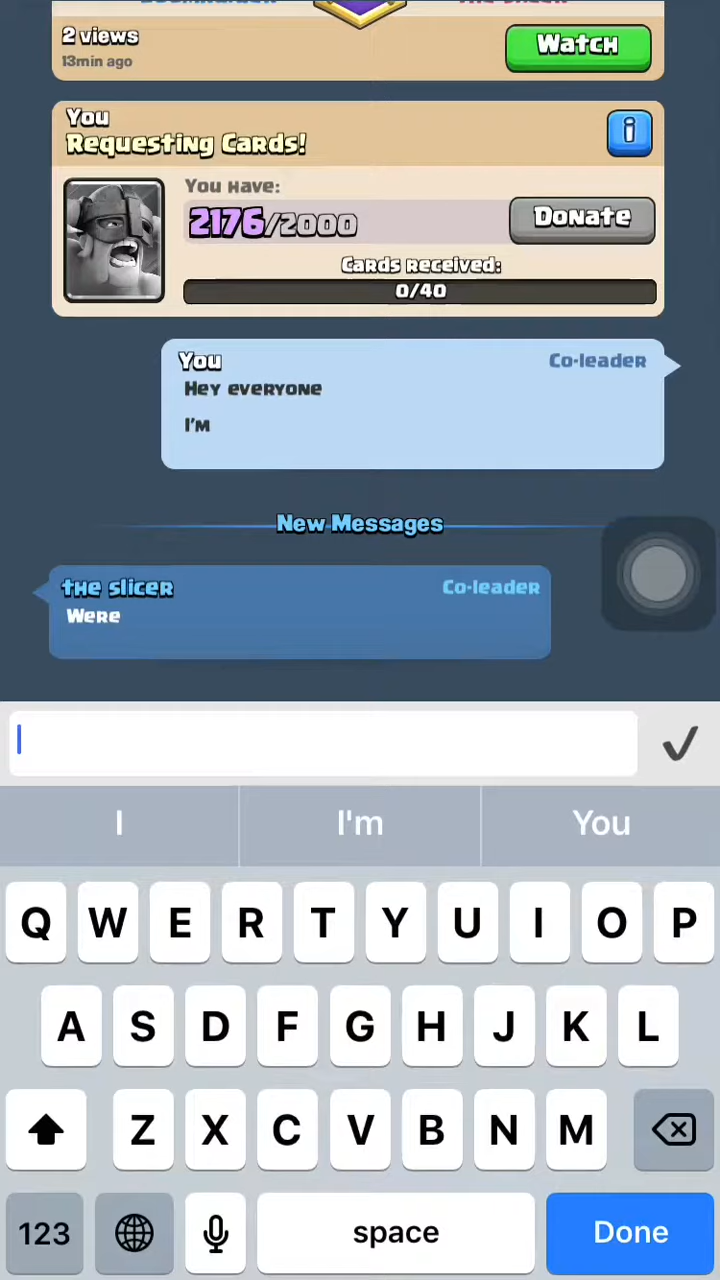 2 views
Watch
13min ago
You
Requesting Cards!
i
You have:
2176/2000
Donate
Cards received:
0/40
You
Co-leader
Hey everyone
I'm
New Messages
the slicer
Co-leader
Were
I
I'm
You
Q W E R T Y U I O P
A S D F G H J K L
Z X C V B N M
123
space
Done